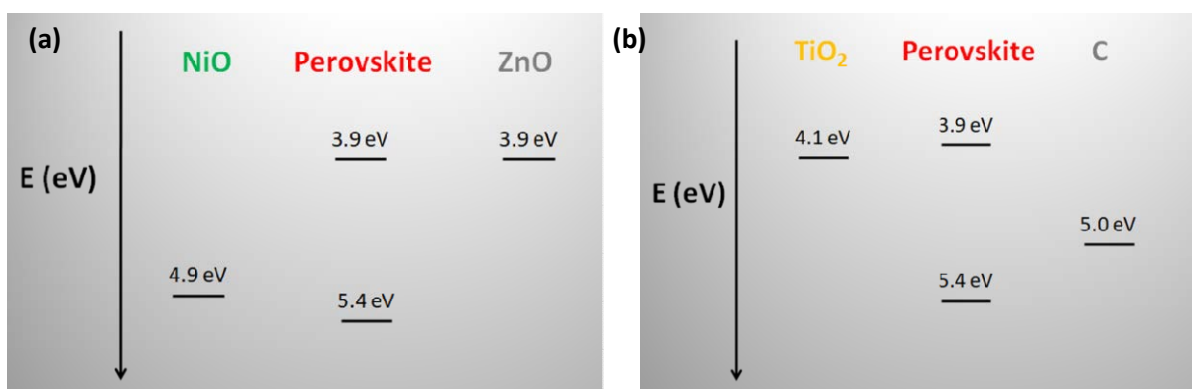 (a)
NiO Perovskite ZnO
3.9 eV 3.9 eV
E (eV)
4.9 eV
5.4 eV
(b)
TiO₂ Perovskite C
4.1 eV 3.9 eV
E (eV)
5.0 eV
5.4 eV